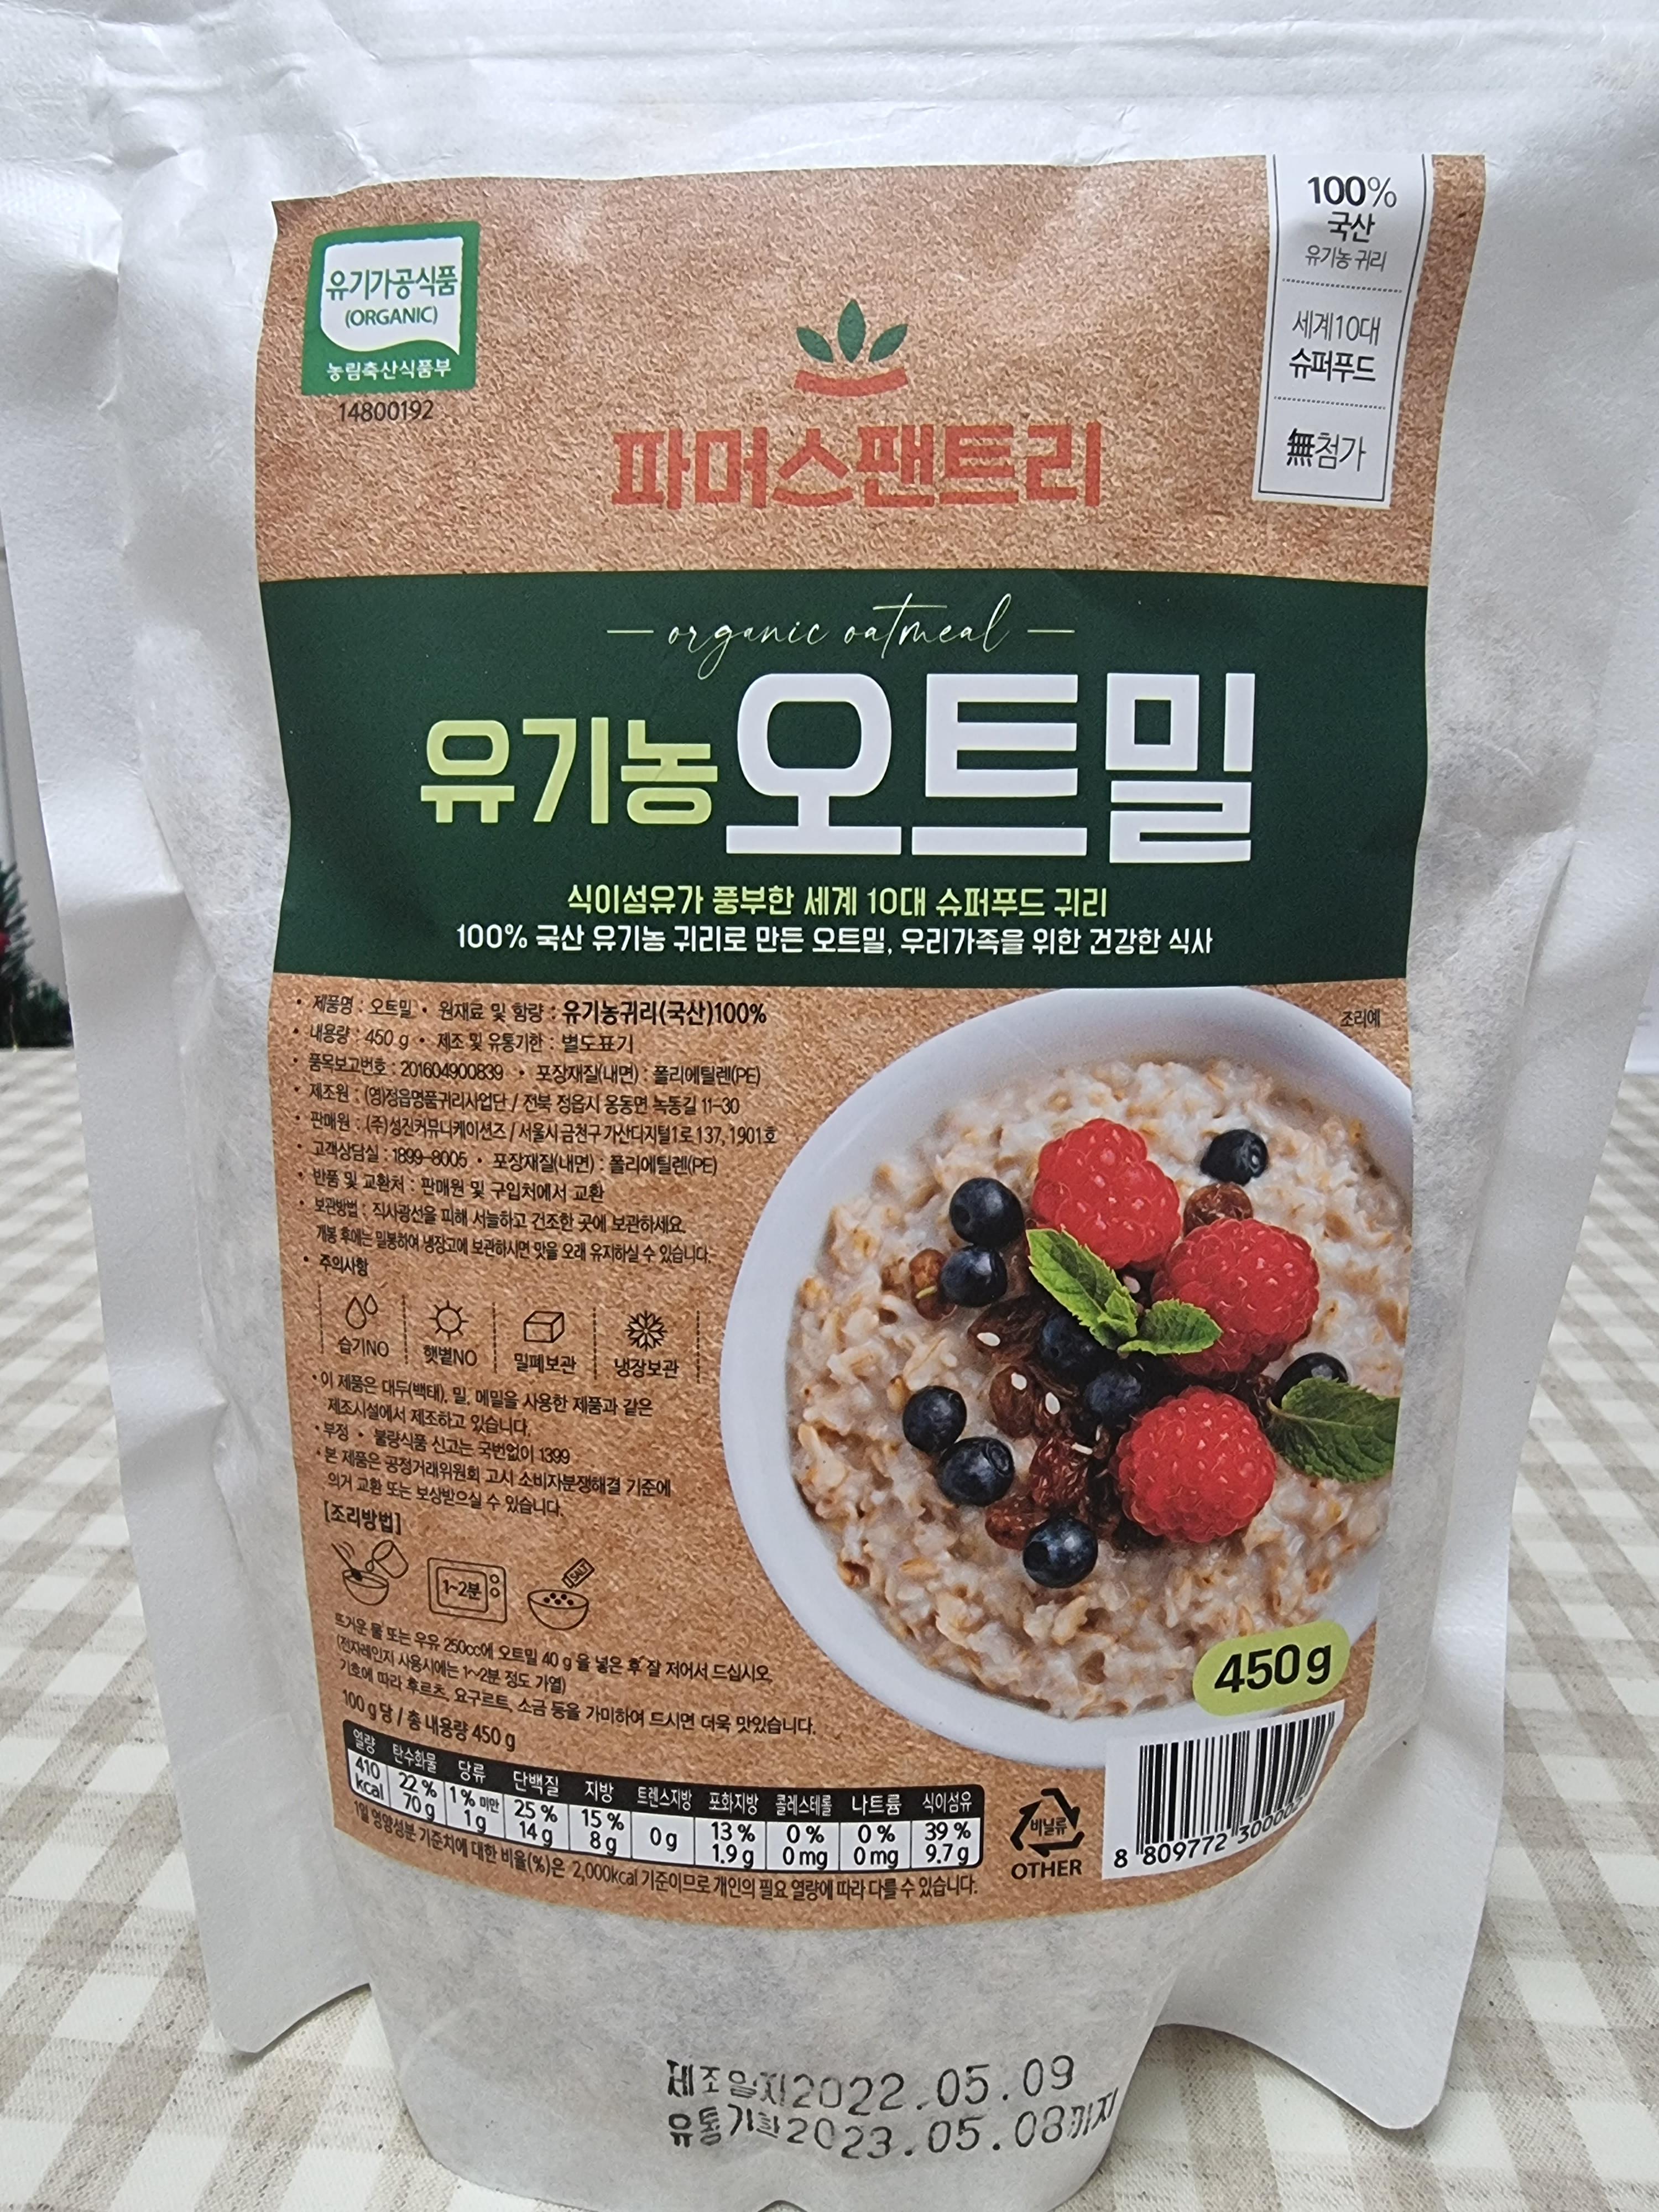 유기가공식품
(ORGANIC)
농림축산식품부
14800192
100%
국산
유기농 귀리
세계10대
슈퍼푸드
無첨가
파머스팬트리
organic oatmeal
유기농 오트밀
식이섬유가 풍부한 세계 10대 슈퍼푸드 귀리
100% 국산 유기농 귀리로 만든 오트밀, 우리가족을 위한 건강한 식사
• 제품명 : 오트밀 • 원재료 및 함량 : 유기농귀리(국산)100%
• 내용량 : 450 g • 제조 및 유통기한 : 별도표기
• 품목보고번호 : 201604900839 • 포장재질(내면) : 폴리에틸렌(PE)
• 제조원 : (영)정읍명품귀리사업단 / 전북 정읍시 옹동면 녹동길 11-30
• 판매원 : (주)성진커뮤니케이션즈 / 서울시 금천구 가산디지털1로 137, 1901호
• 고객상담실 : 1899-8005 • 포장재질(내면) : 폴리에틸렌(PE)
• 반품 및 교환처 : 판매원 및 구입처에서 교환
• 보관방법 : 직사광선을 피해 서늘하고 건조한 곳에 보관하세요.
개봉 후에는 밀봉하여 냉장고에 보관하시면 맛을 오래 유지하실 수 있습니다.
• 주의사항
습기NO 햇볕NO 밀폐보관 냉장보관
• 이 제품은 대두(백태), 밀, 메밀을 사용한 제품과 같은
제조시설에서 제조하고 있습니다.
• 부정 • 불량식품 신고는 국번없이 1399
• 본 제품은 공정거래위원회 고시 소비자분쟁해결 기준에
의거 교환 또는 보상받으실 수 있습니다.
[조리방법]
1~2분
SALT
뜨거운 물 또는 우유 250cc에 오트밀 40 g 을 넣은 후 잘 저어서 드십시오.
(전자레인지 사용시에는 1~2분 정도 가열)
기호에 따라 후르츠, 요구르트, 소금 등을 가미하여 드시면 더욱 맛있습니다.
100 g 당 / 총 내용량 450 g
열량 탄수화물 당류 단백질 지방 트렌스지방 포화지방 콜레스테롤 나트륨 식이섬유
410 22 % 1 % 미만 25 % 15 % 0 g 13 % 0 % 0 % 39 %
kcal 70 g 1 g 14 g 8 g 1.9 g 0 mg 0 mg 9.7 g
1일 영양성분 기준치에 대한 비율(%)은 2,000kcal 기준이므로 개인의 필요 열량에 따라 다를 수 있습니다.
조리예
450 g
비닐류
OTHER
8 809772
제조일자2022.05.09
유통기한2023.05.08까지